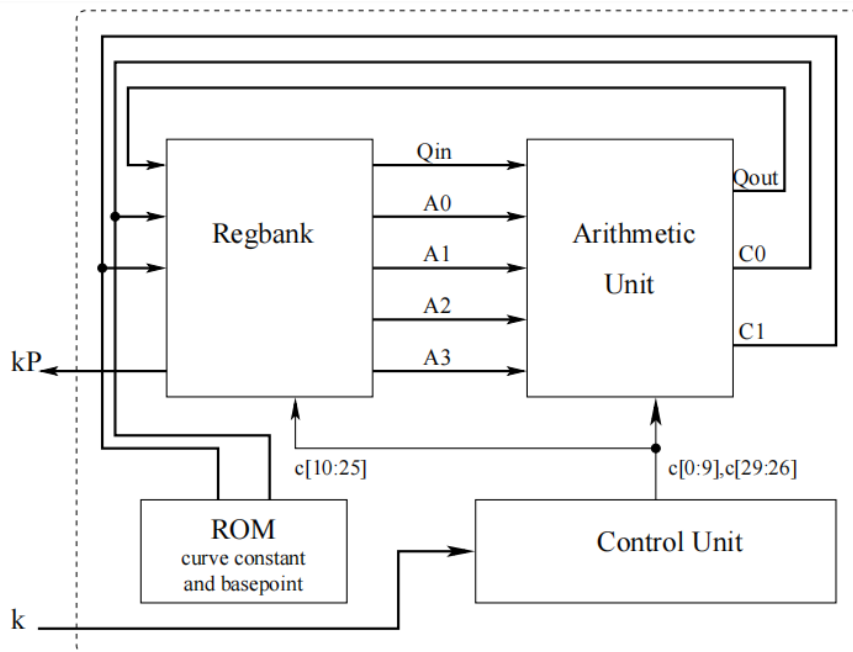 Qin
Qout
A0
Regbank
Arithmetic
Unit
A1
C0
A2
C1
kP
A3
c[10:25]
c[0:9],c[29:26]
ROM
curve constant
and basepoint
Control Unit
k